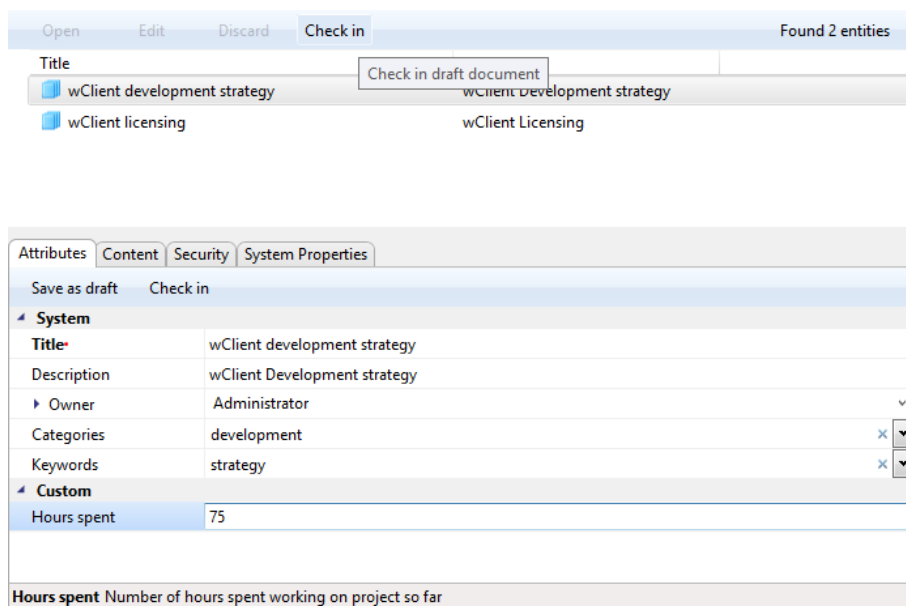 Open Edit Discard Check in Found 2 entities
Title
Check in draft document
wClient development strategy wClient Development strategy
wClient licensing wClient Licensing
Attributes Content Security System Properties
Save as draft Check in
System
Title• wClient development strategy
Description wClient Development strategy
Owner Administrator
Categories development
Keywords strategy
Custom
Hours spent 75
Hours spent Number of hours spent working on project so far